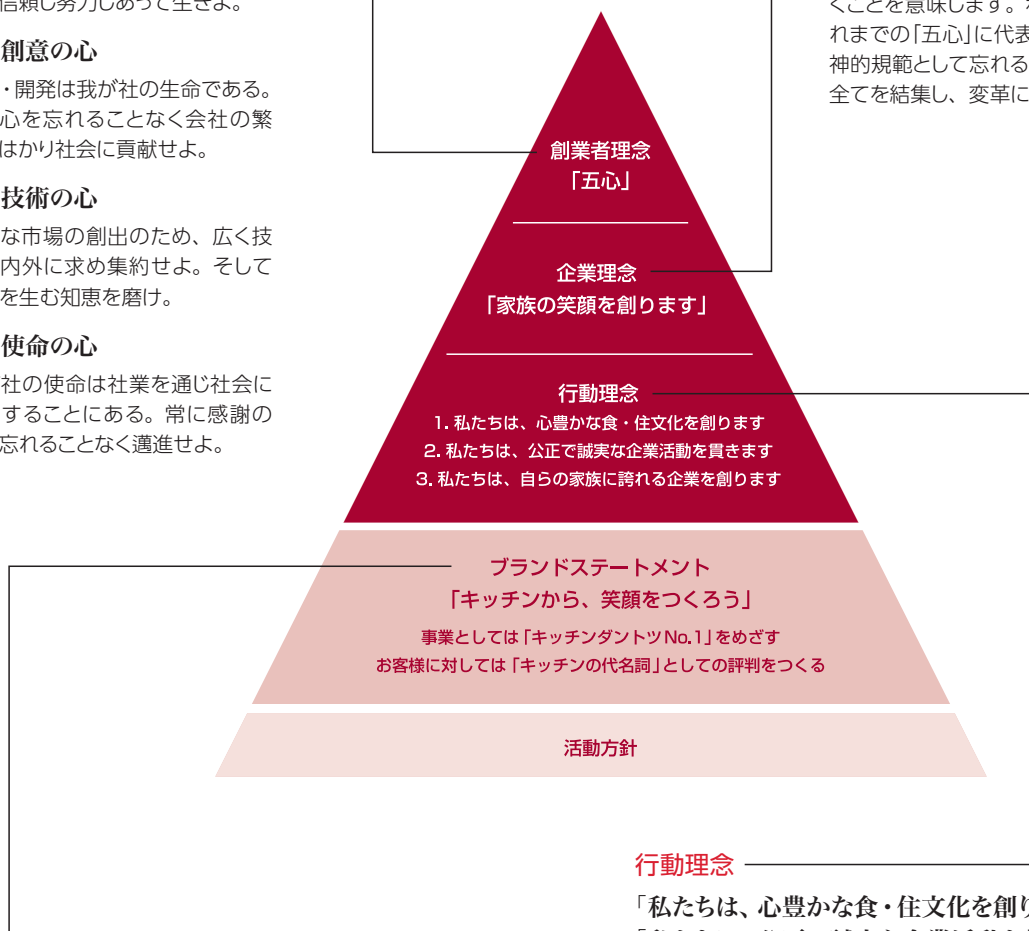 信頼し努力しあって生きよ。
創意の心
・開発は我が社の生命である。
心を忘れることなく会社の繁
はかり社会に貢献せよ。
技術の心
な市場の創出のため、広く技
内外に求め集約せよ。そして
を生む知恵を磨け。
使命の心
社の使命は社業を通じ社会に
することにある。常に感謝の
忘れることなく邁進せよ。
くことを意味します。
れまでの「五心」に代表
神的規範として忘れる
全てを結集し、変革に
創業者理念
「五心」
企業理念
「家族の笑顔を創ります」
行動理念
1. 私たちは、心豊かな食・住文化を創ります
2. 私たちは、公正で誠実な企業活動を貫きます
3. 私たちは、自らの家族に誇れる企業を創ります
ブランドステートメント
「キッチンから、笑顔をつくろう」
事業としては「キッチンダントツNo.1」をめざす
お客様に対しては「キッチンの代名詞」としての評判をつくる
活動方針
行動理念
「私たちは、心豊かな食・住文化を創り